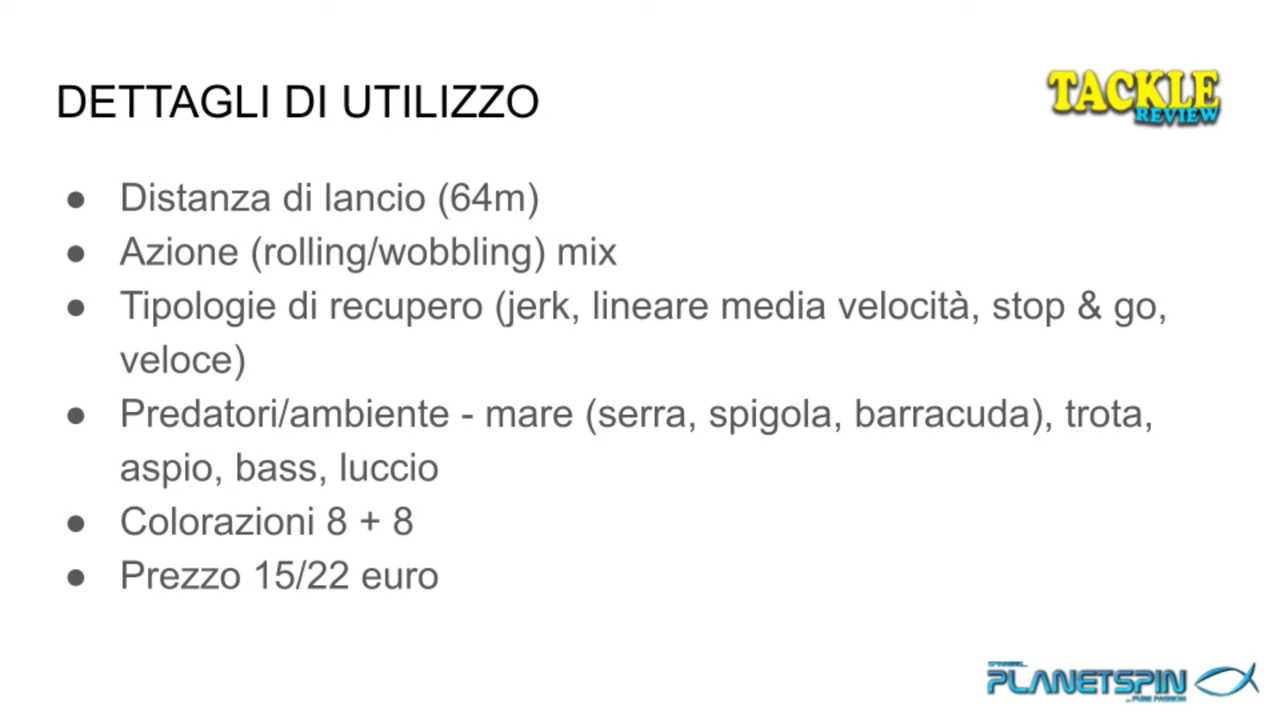 DETTAGLI DI UTILIZZO
TACKLE
REVIEW
● Distanza di lancio (64m)
● Azione (rolling/wobbling) mix
● Tipologie di recupero (jerk, lineare media velocità, stop & go,
veloce)
● Predatori/ambiente - mare (serra, spigola, barracuda), trota,
aspio, bass, luccio
● Colorazioni 8 + 8
● Prezzo 15/22 euro
PLANETSPIN
...PURE PASSION